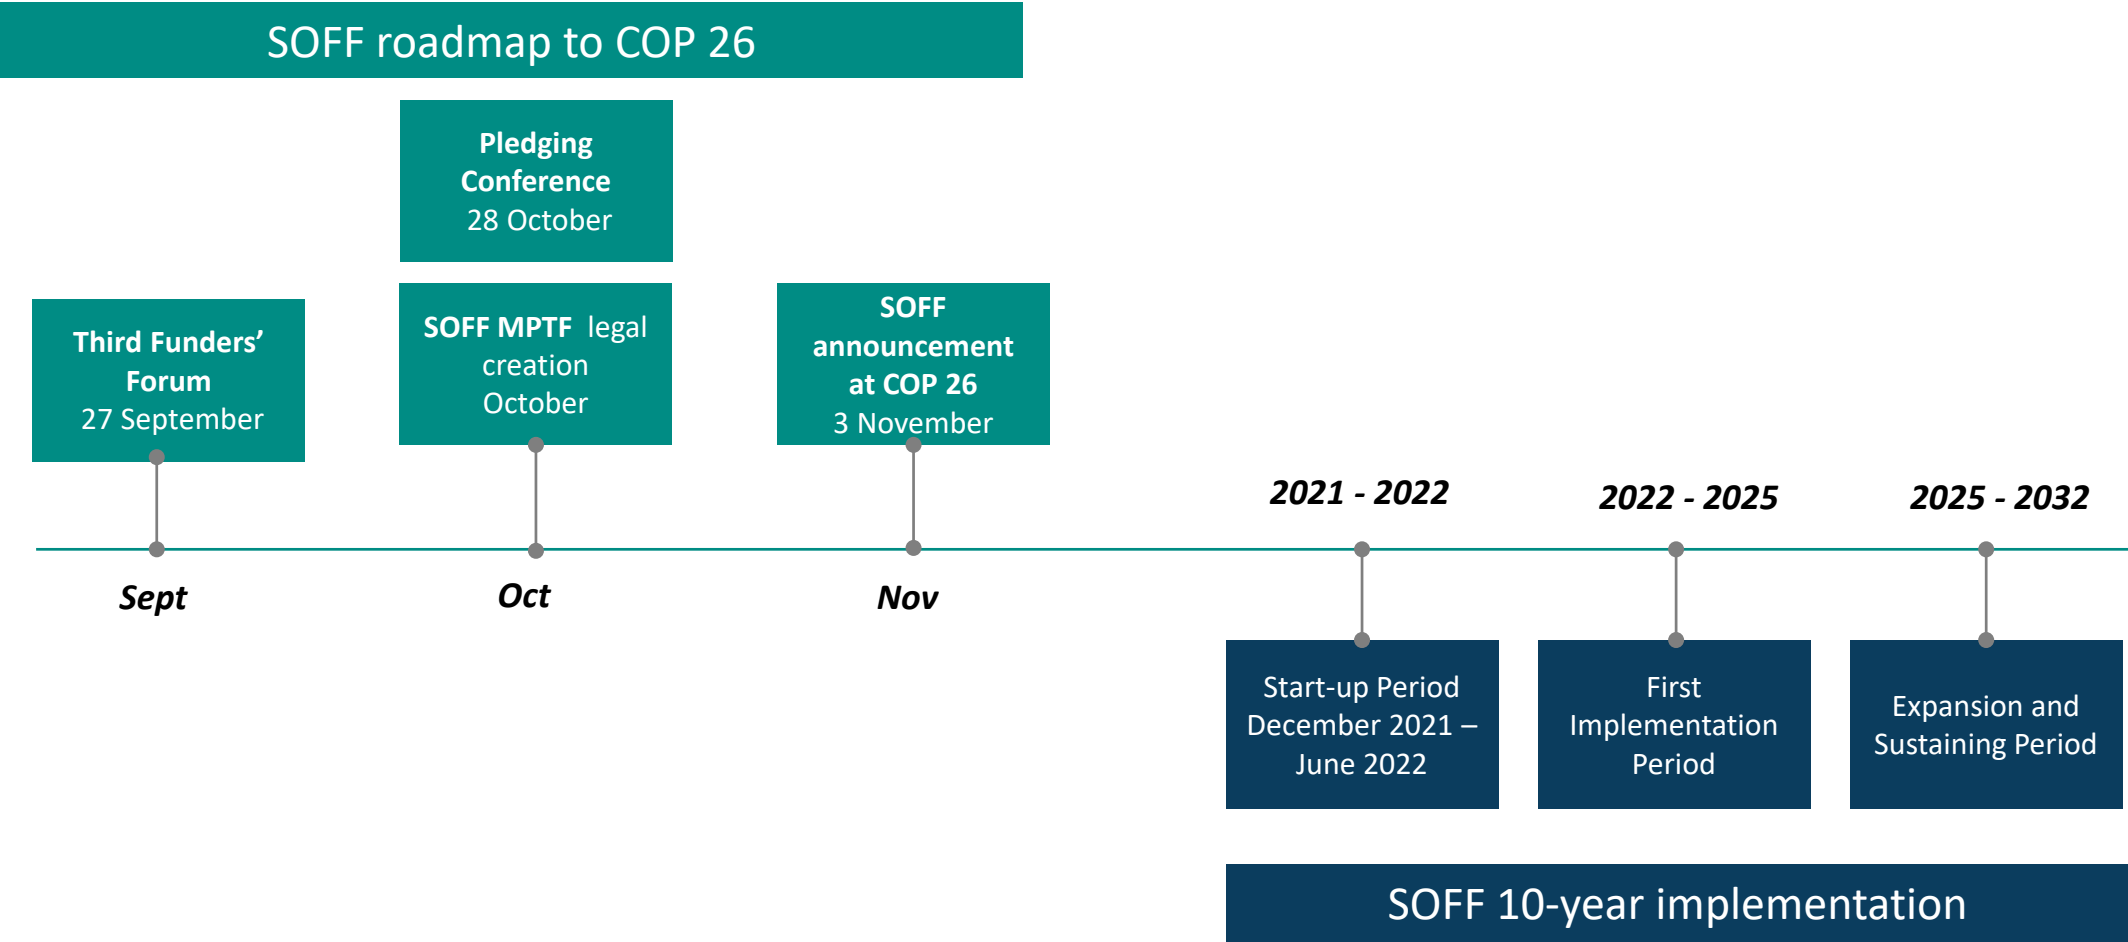 SOFF roadmap to COP 26
Pledging
Conference
28 October
Third Funders’
Forum
27 September
SOFF MPTF legal
creation
October
SOFF
announcement
at COP 26
3 November
2021 - 2022
2022 - 2025
2025 - 2032
Sept
Oct
Nov
Start-up Period
December 2021 –
June 2022
First
Implementation
Period
Expansion and
Sustaining Period
SOFF 10-year implementation